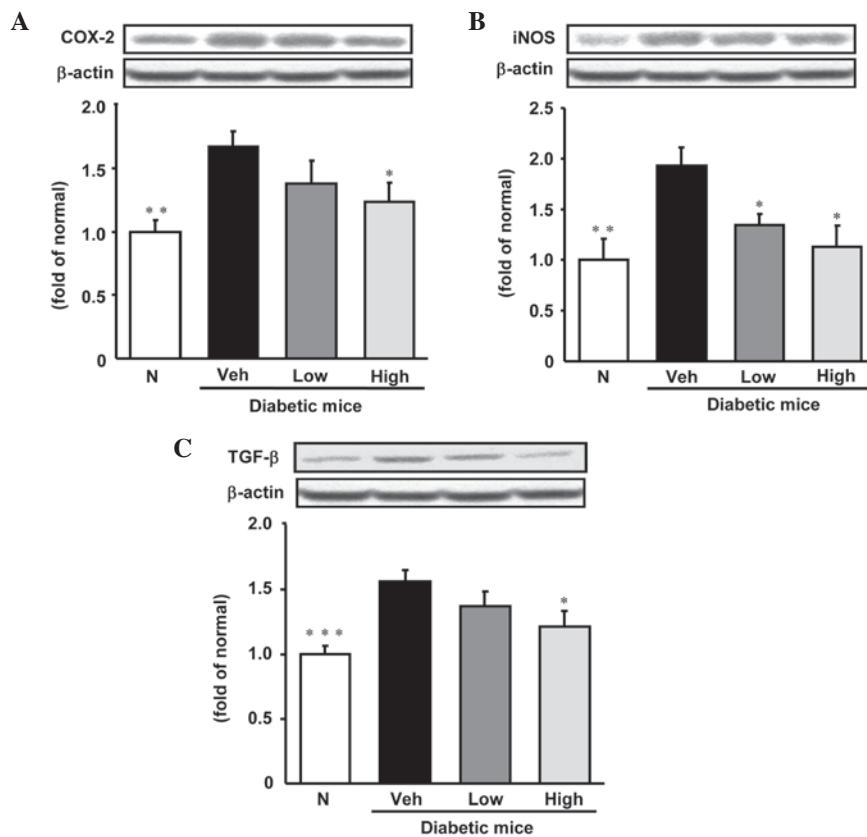 A
COX-2
β-actin
2.0
1.5
1.0
0.5
0
(fold of normal)
**
*
N
Veh
Low
High
Diabetic mice
B
iNOS
β-actin
2.5
2.0
1.5
1.0
0.5
0
(fold of normal)
**
*
*
N
Veh
Low
High
Diabetic mice
C
TGF-β
β-actin
2.0
1.5
1.0
0.5
0
(fold of normal)
***
*
N
Veh
Low
High
Diabetic mice